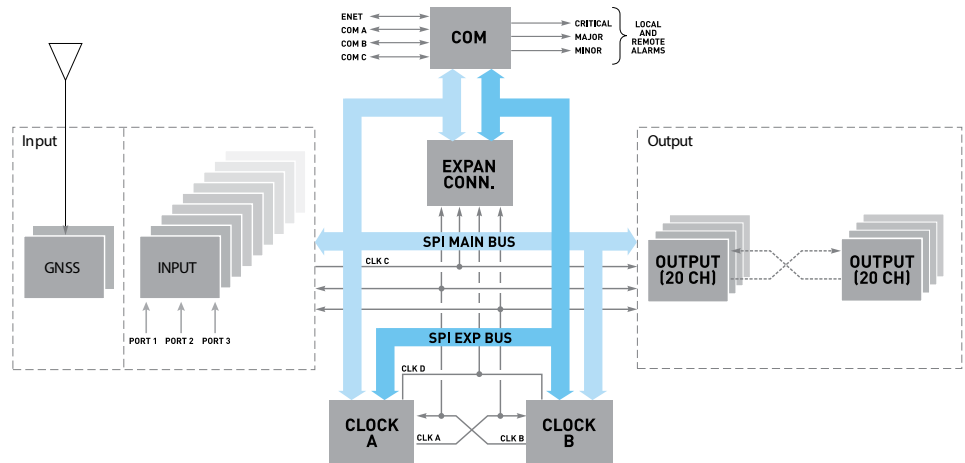 ENET
COM A
COM B
COM C
COM
CRITICAL
MAJOR
MINOR
LOCAL
AND
REMOTE
ALARMS
Input
Output
EXPAN
CONN.
GNSS
INPUT
PORT 1
PORT 2
PORT 3
SPI MAIN BUS
CLK C
OUTPUT
(20 CH)
OUTPUT
(20 CH)
SPI EXP BUS
CLK D
CLOCK
A
CLK A
CLK B
CLOCK
B